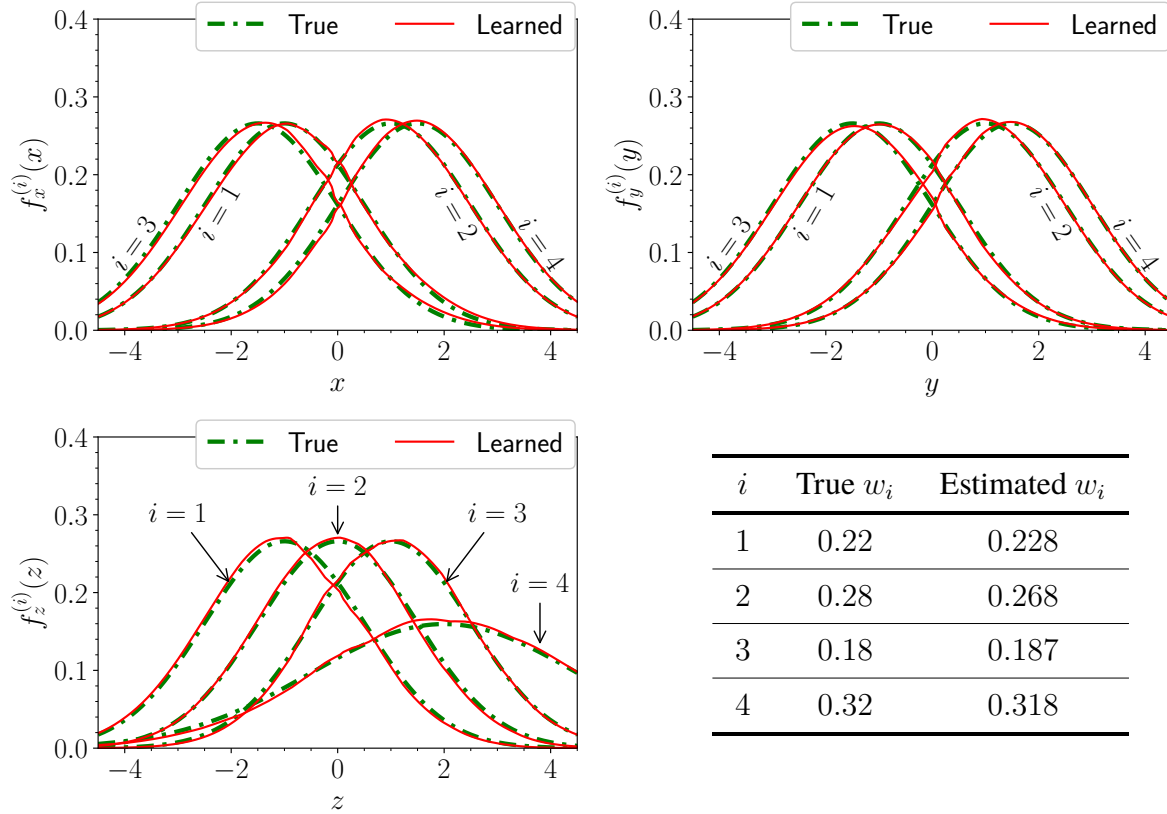 True Learned
0.4
0.3
0.2
0.1
0.0
f_x^{(i)}(x)
i = 3
i = 1
i = 2
i = 4
−4 −2 0 2 4
x
True Learned
0.4
0.3
0.2
0.1
0.0
f_y^{(i)}(y)
i = 3
i = 1
i = 2
i = 4
−4 −2 0 2 4
y
True Learned
0.4
0.3
0.2
0.1
0.0
f_z^{(i)}(z)
i = 1
i = 2
i = 3
i = 4
−4 −2 0 2 4
z
i True w_i Estimated w_i
1 0.22 0.228
2 0.28 0.268
3 0.18 0.187
4 0.32 0.318